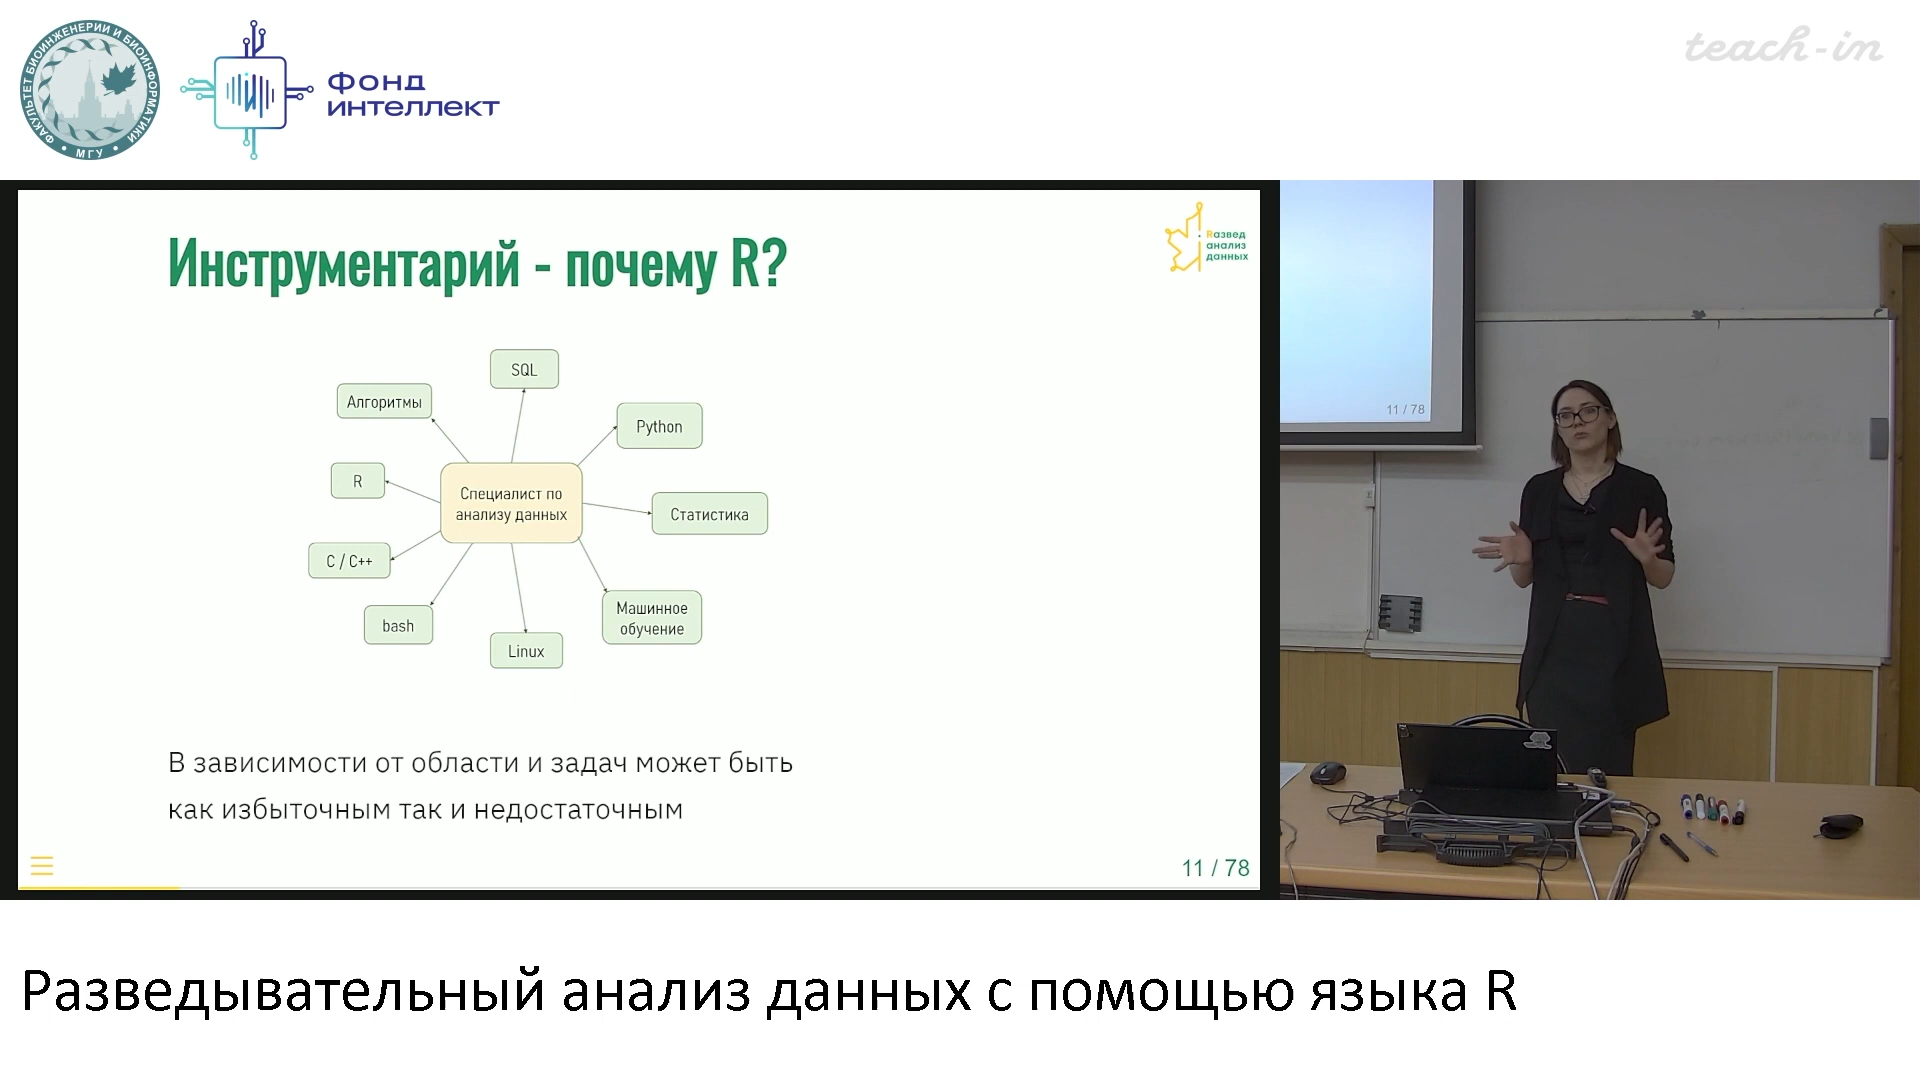 ФАКУЛЬТЕТ БИОИНЖЕНЕРИИ И БИОИНФОРМАТИКИ
• МГУ •
ФОНД
ИНТЕЛЛЕКТ
teach-in
Инструментарий - почему R?
Rазвед
анализ
данных
SQL
Алгоритмы
Python
R
Специалист по
анализу данных
Статистика
C / C++
Машинное
обучение
bash
Linux
В зависимости от области и задач может быть
как избыточным так и недостаточным
11 / 78
11 / 78
Разведывательный анализ данных с помощью языка R